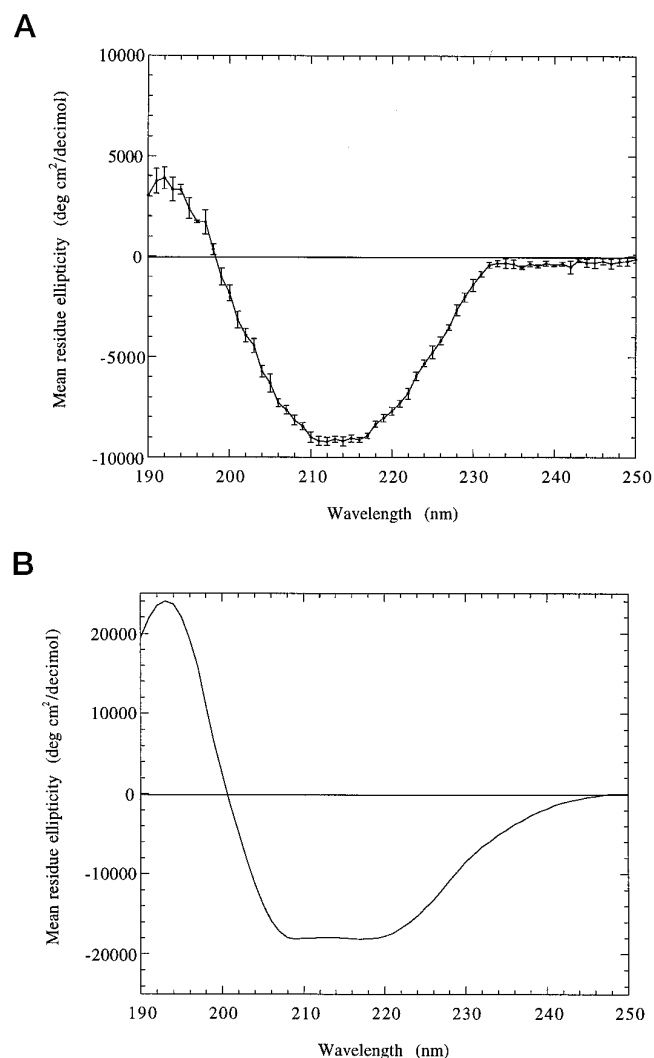 A
Mean residue ellipticity (deg cm²/decimol)
10000
5000
0
-5000
-10000
190 200 210 220 230 240 250
Wavelength (nm)
B
Mean residue ellipticity (deg cm²/decimol)
20000
10000
0
-10000
-20000
190 200 210 220 230 240 250
Wavelength (nm)